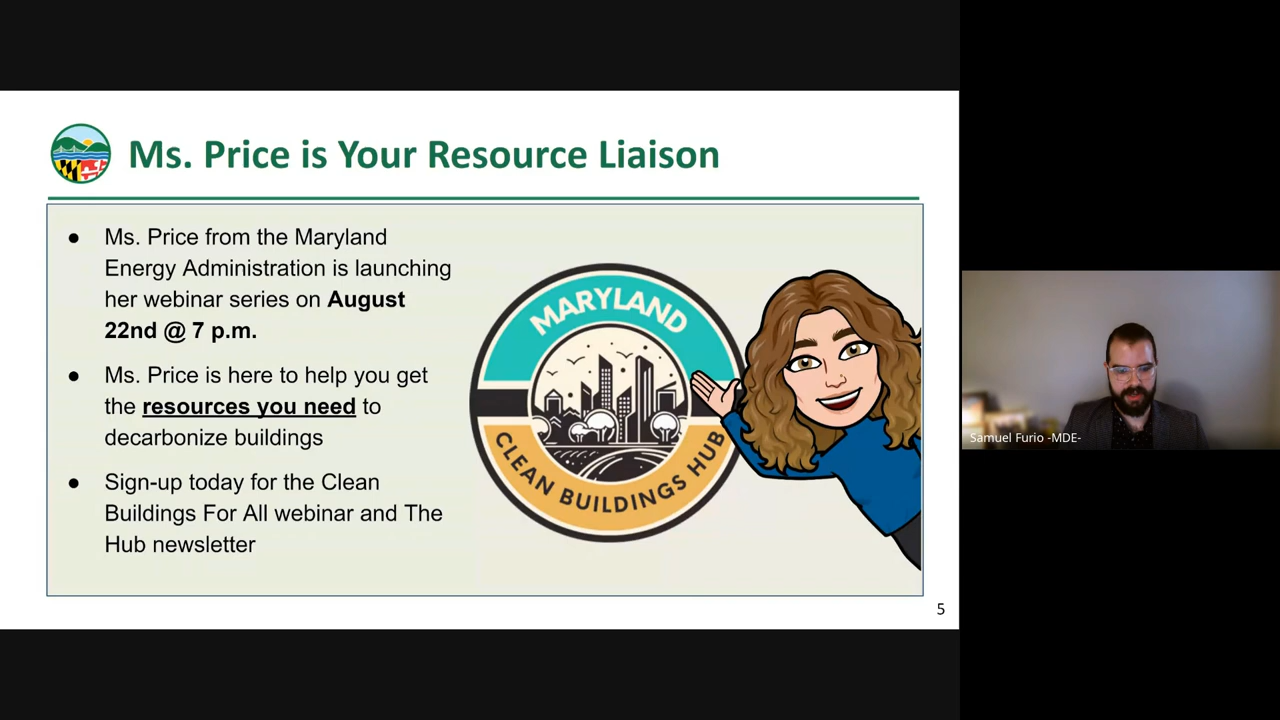 Ms. Price is Your Resource Liaison
● Ms. Price from the Maryland
Energy Administration is launching
her webinar series on August
22nd @ 7 p.m.
● Ms. Price is here to help you get
the resources you need to
decarbonize buildings
● Sign-up today for the Clean
Buildings For All webinar and The
Hub newsletter
MARYLAND
CLEAN BUILDINGS HUB
5
Samuel Furio -MDE-